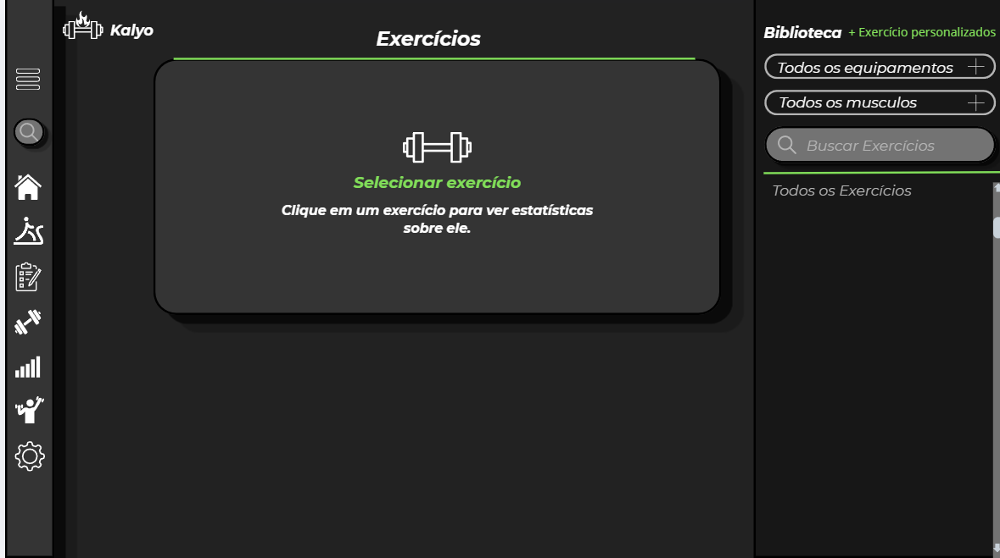 Kalyo
Exercícios
Selecionar exercício
Clique em um exercício para ver estatísticas
sobre ele.
Biblioteca + Exercício personalizados
Todos os equipamentos
Todos os musculos
Buscar Exercícios
Todos os Exercícios